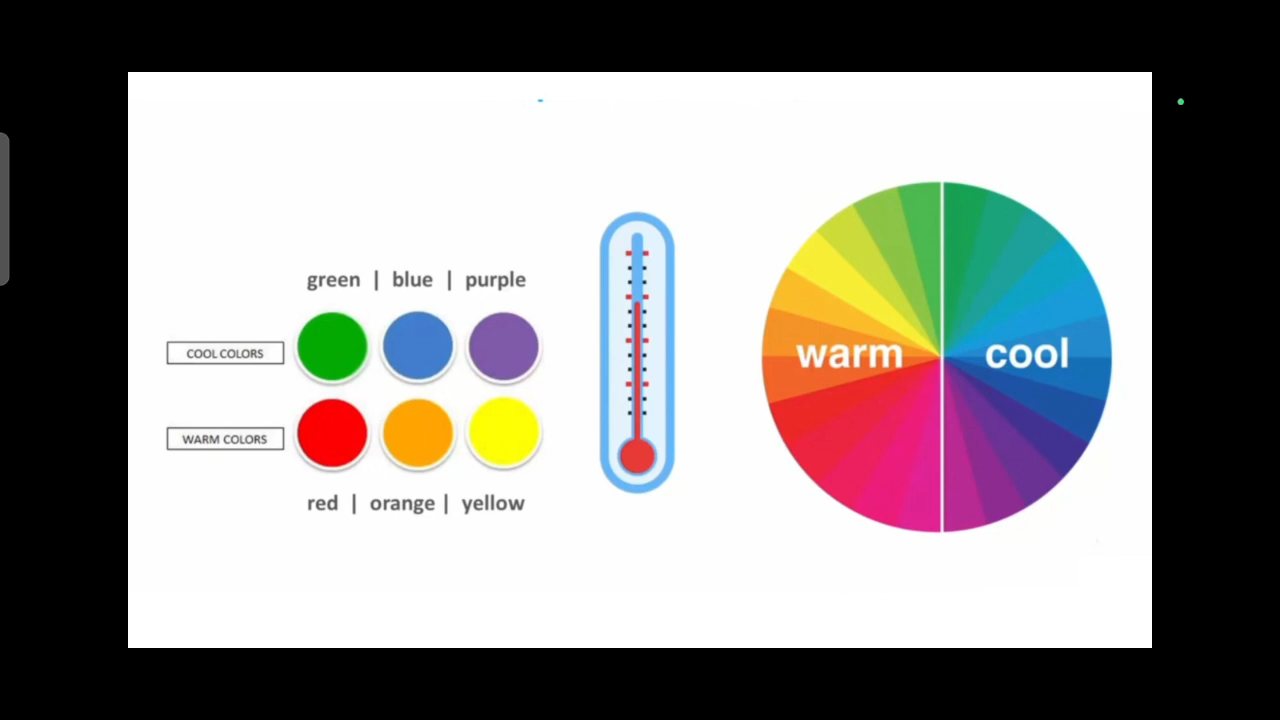 green | blue | purple
COOL COLORS
WARM COLORS
red | orange | yellow
warm
cool